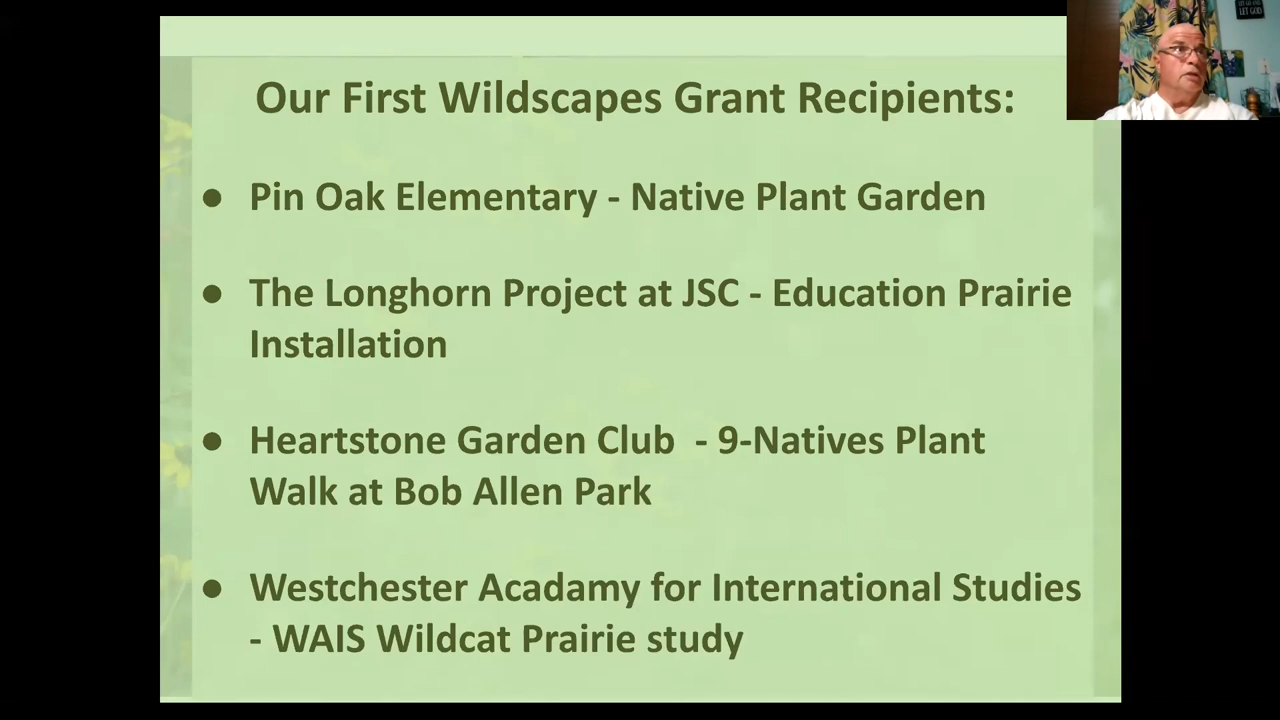 Our First Wildscapes Grant Recipients:
● Pin Oak Elementary - Native Plant Garden
● The Longhorn Project at JSC - Education Prairie
Installation
● Heartstone Garden Club - 9-Natives Plant
Walk at Bob Allen Park
● Westchester Acadamy for International Studies
- WAIS Wildcat Prairie study